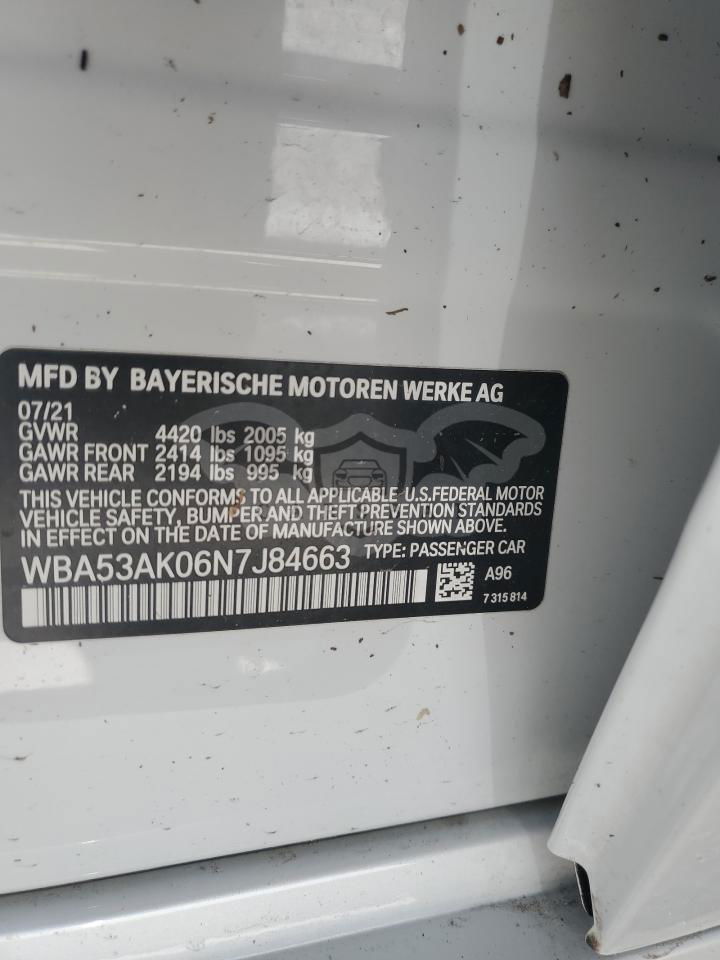 MFD BY BAYERISCHE MOTOREN WERKE AG
07/21
GVWR 4420 lbs 2005 kg
GAWR FRONT 2414 lbs 1095 kg
GAWR REAR 2194 lbs 995 kg
THIS VEHICLE CONFORMS TO ALL APPLICABLE U.S.FEDERAL MOTOR
VEHICLE SAFETY, BUMPER AND THEFT PREVENTION STANDARDS
IN EFFECT ON THE DATE OF MANUFACTURE SHOWN ABOVE.
WBA53AK06N7J84663 TYPE: PASSENGER CAR
A96
7 315 814